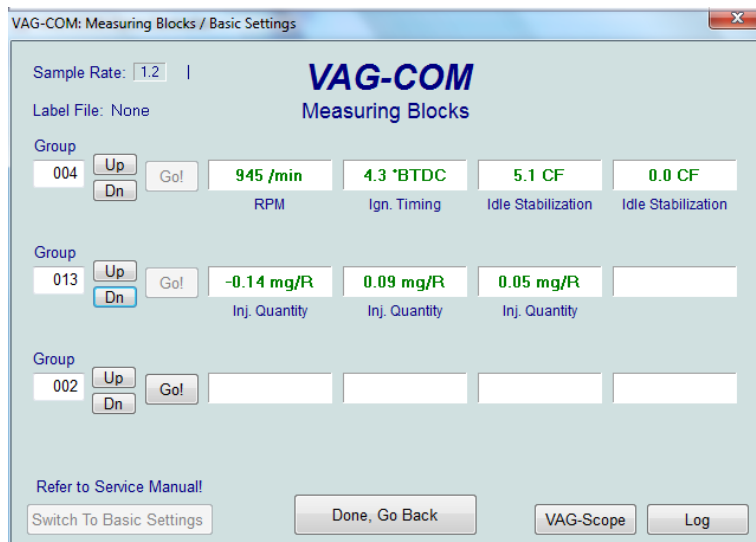 VAG-COM: Measuring Blocks / Basic Settings
x
Sample Rate: 1.2
VAG-COM
Label File: None
Measuring Blocks
Group
004 Up Dn Go! 945 /min 4.3 °BTDC 5.1 CF 0.0 CF
RPM Ign. Timing Idle Stabilization Idle Stabilization
Group
013 Up Dn Go! -0.14 mg/R 0.09 mg/R 0.05 mg/R
Inj. Quantity Inj. Quantity Inj. Quantity
Group
002 Up Dn Go!
Refer to Service Manual!
Switch To Basic Settings Done, Go Back VAG-Scope Log